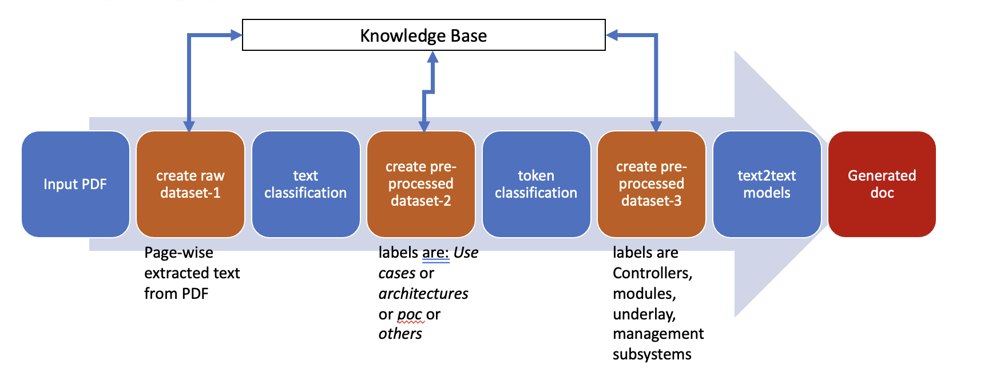 Knowledge Base
Input PDF
create raw
dataset-1
text
classification
create pre-
processed
dataset-2
token
classification
create pre-
processed
dataset-3
text2text
models
Generated
doc
Page-wise
extracted text
from PDF
labels are: Use
cases or
architectures
or poc or
others
labels are
Controllers,
modules,
underlay,
management
subsystems